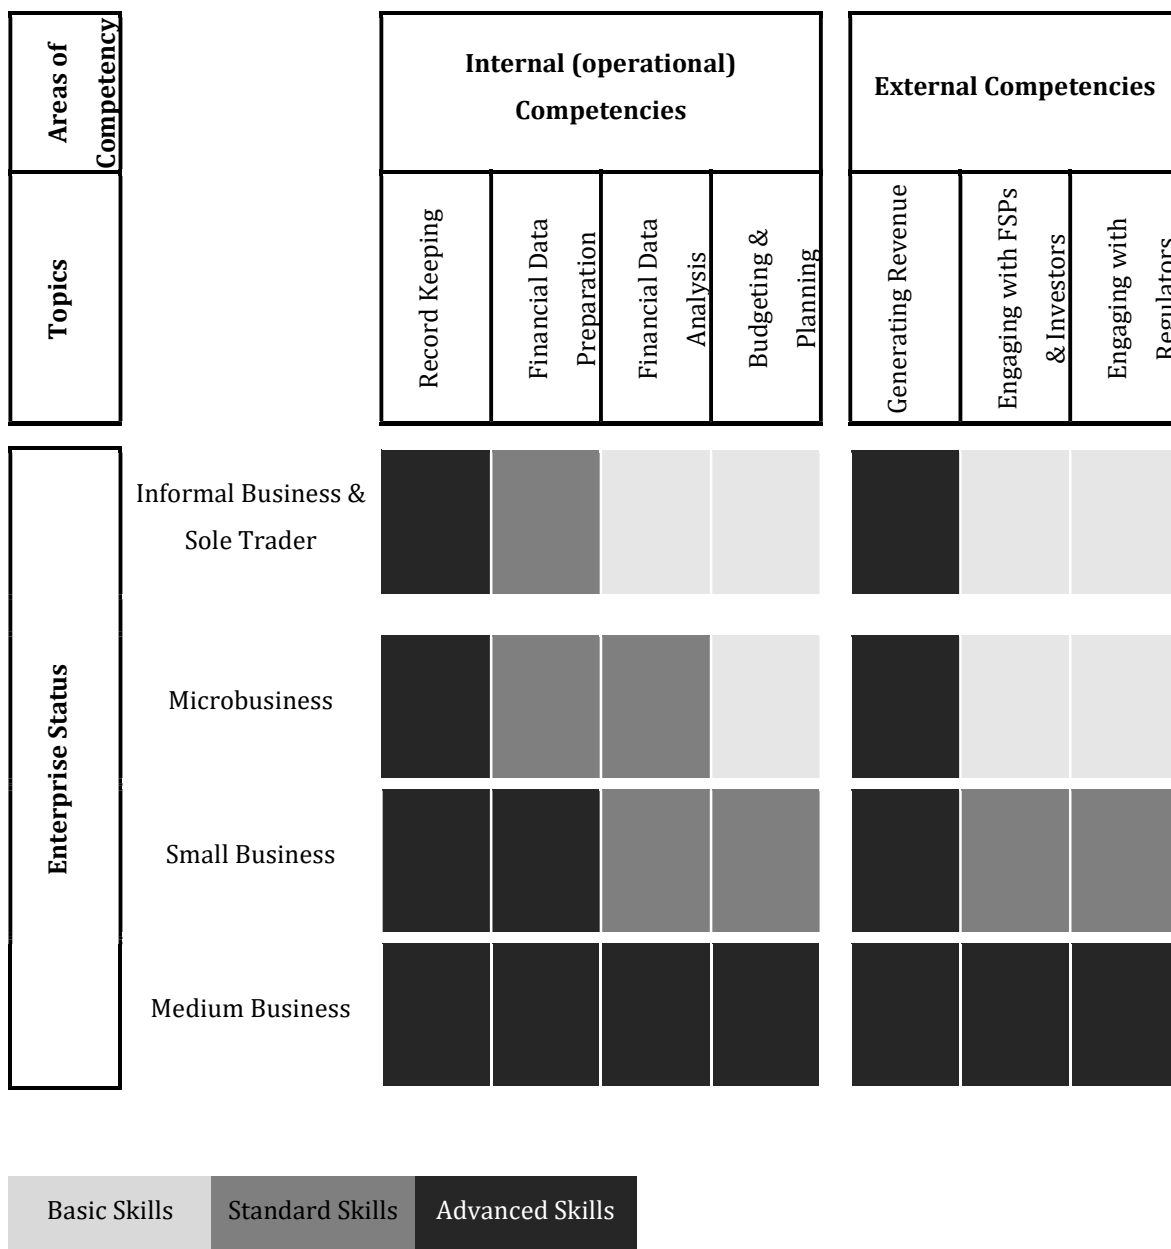 Areas of
Competency
Internal (operational)
Competencies
External Competencies
Topics
Record Keeping
Financial Data
Preparation
Financial Data
Analysis
Budgeting &
Planning
Generating Revenue
Engaging with FSPs
& Investors
Engaging with
Regulators
Enterprise Status
Informal Business &
Sole Trader
Microbusiness
Small Business
Medium Business
Basic Skills
Standard Skills
Advanced Skills